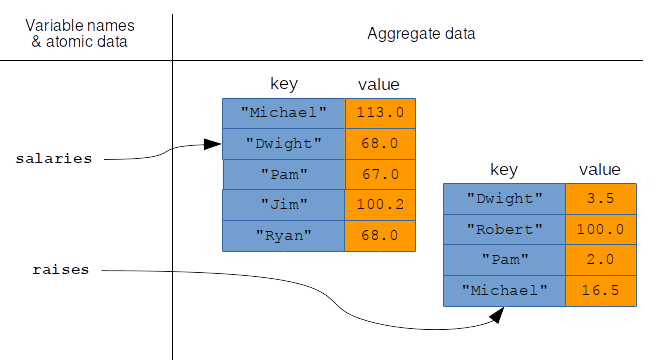 Variable names
& atomic data
Aggregate data
key value
"Michael" 113.0
"Dwight" 68.0
"Pam" 67.0
"Jim" 100.2
"Ryan" 68.0
salaries
key value
"Dwight" 3.5
"Robert" 100.0
"Pam" 2.0
"Michael" 16.5
raises